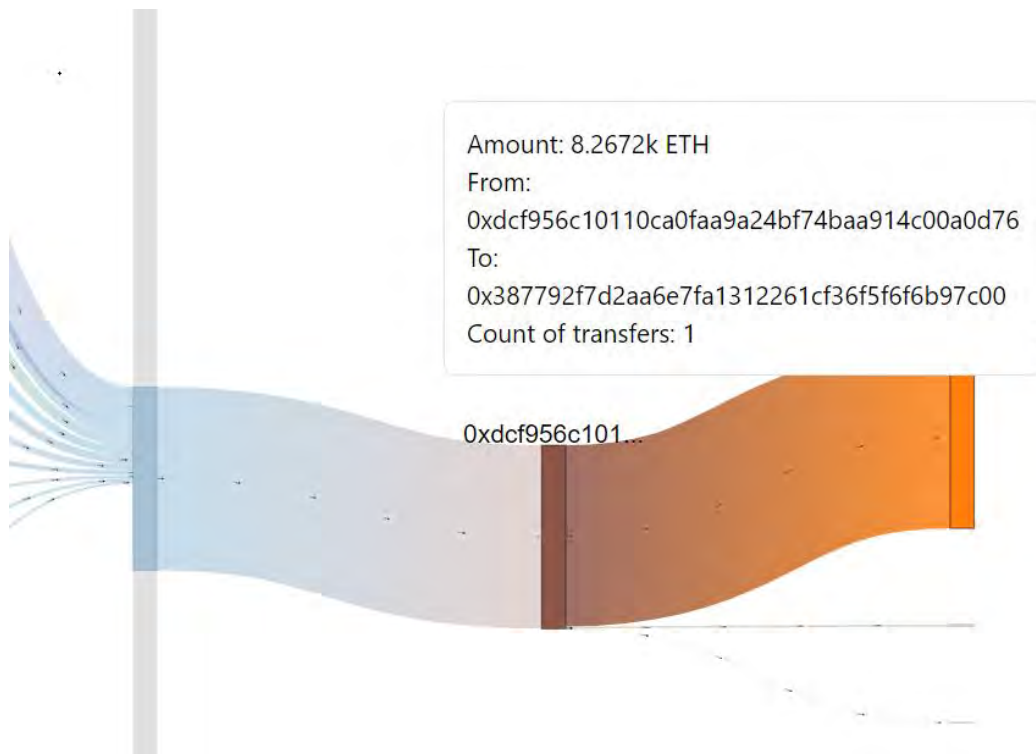 Amount: 8.2672k ETH
From:
0xdcf956c10110ca0faa9a24bf74baa914c00a0d76
To:
0x387792f7d2aa6e7fa1312261cf36f5f6f6b97c00
Count of transfers: 1
0xdcf956c101...